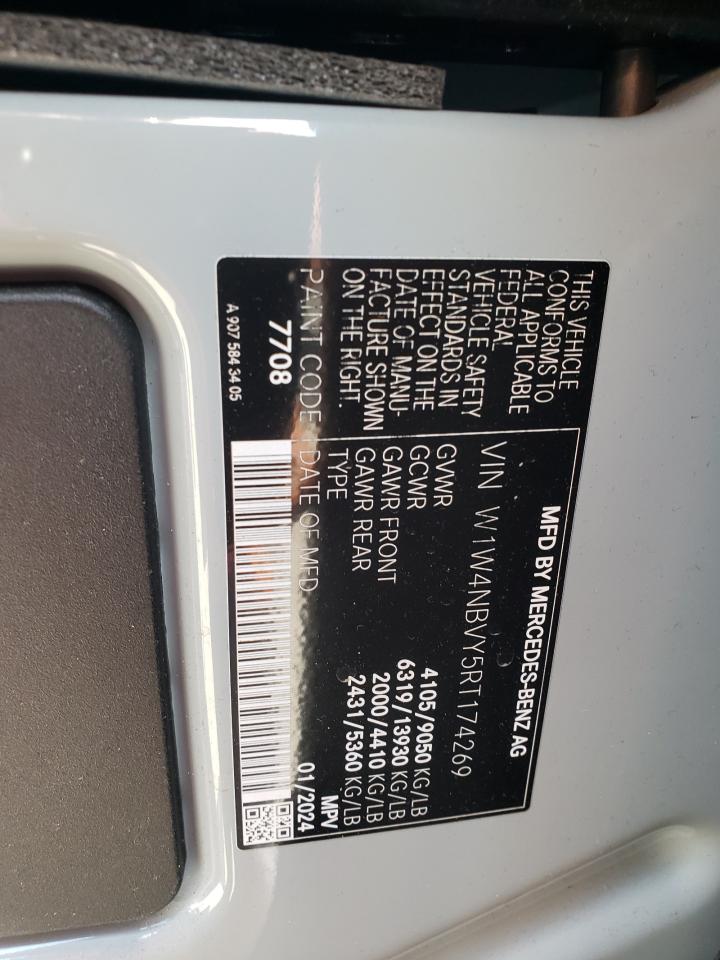 MFD BY MERCEDES-BENZ AG
VIN W1W4NBVY5RT174269
THIS VEHICLE
CONFORMS TO
ALL APPLICABLE
FEDERAL
VEHICLE SAFETY
STANDARDS IN
EFFECT ON THE
DATE OF MANU-
FACTURE SHOWN
ON THE RIGHT.
GVWR 4105/9050 KG/LB
GCWR 6319/13930 KG/LB
GAWR FRONT 2000/4410 KG/LB
GAWR REAR 2431/5360 KG/LB
TYPE MPV
PAINT CODE
7708
DATE OF MFD 01/2024
A 907 584 34 05